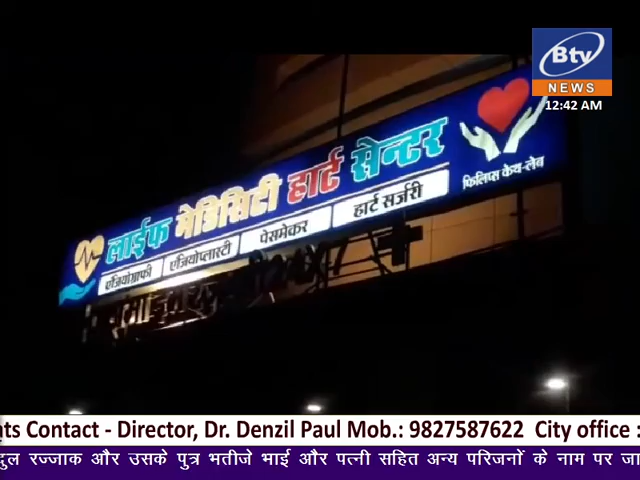 Btv
NEWS
12:42 AM
लाईफ मेडिसिटी हार्ट सेन्टर
एंजियोग्राफी एंजियोप्लास्टी पेसमेकर हार्ट सर्जरी
फिलिप्स केथ-लेब
Contact - Director, Dr. Denzil Paul Mob.: 9827587622 City office :
रज्जाक और उसके पुत्र भतीजे भाई और पत्नी सहित अन्य परिजनों के नाम पर